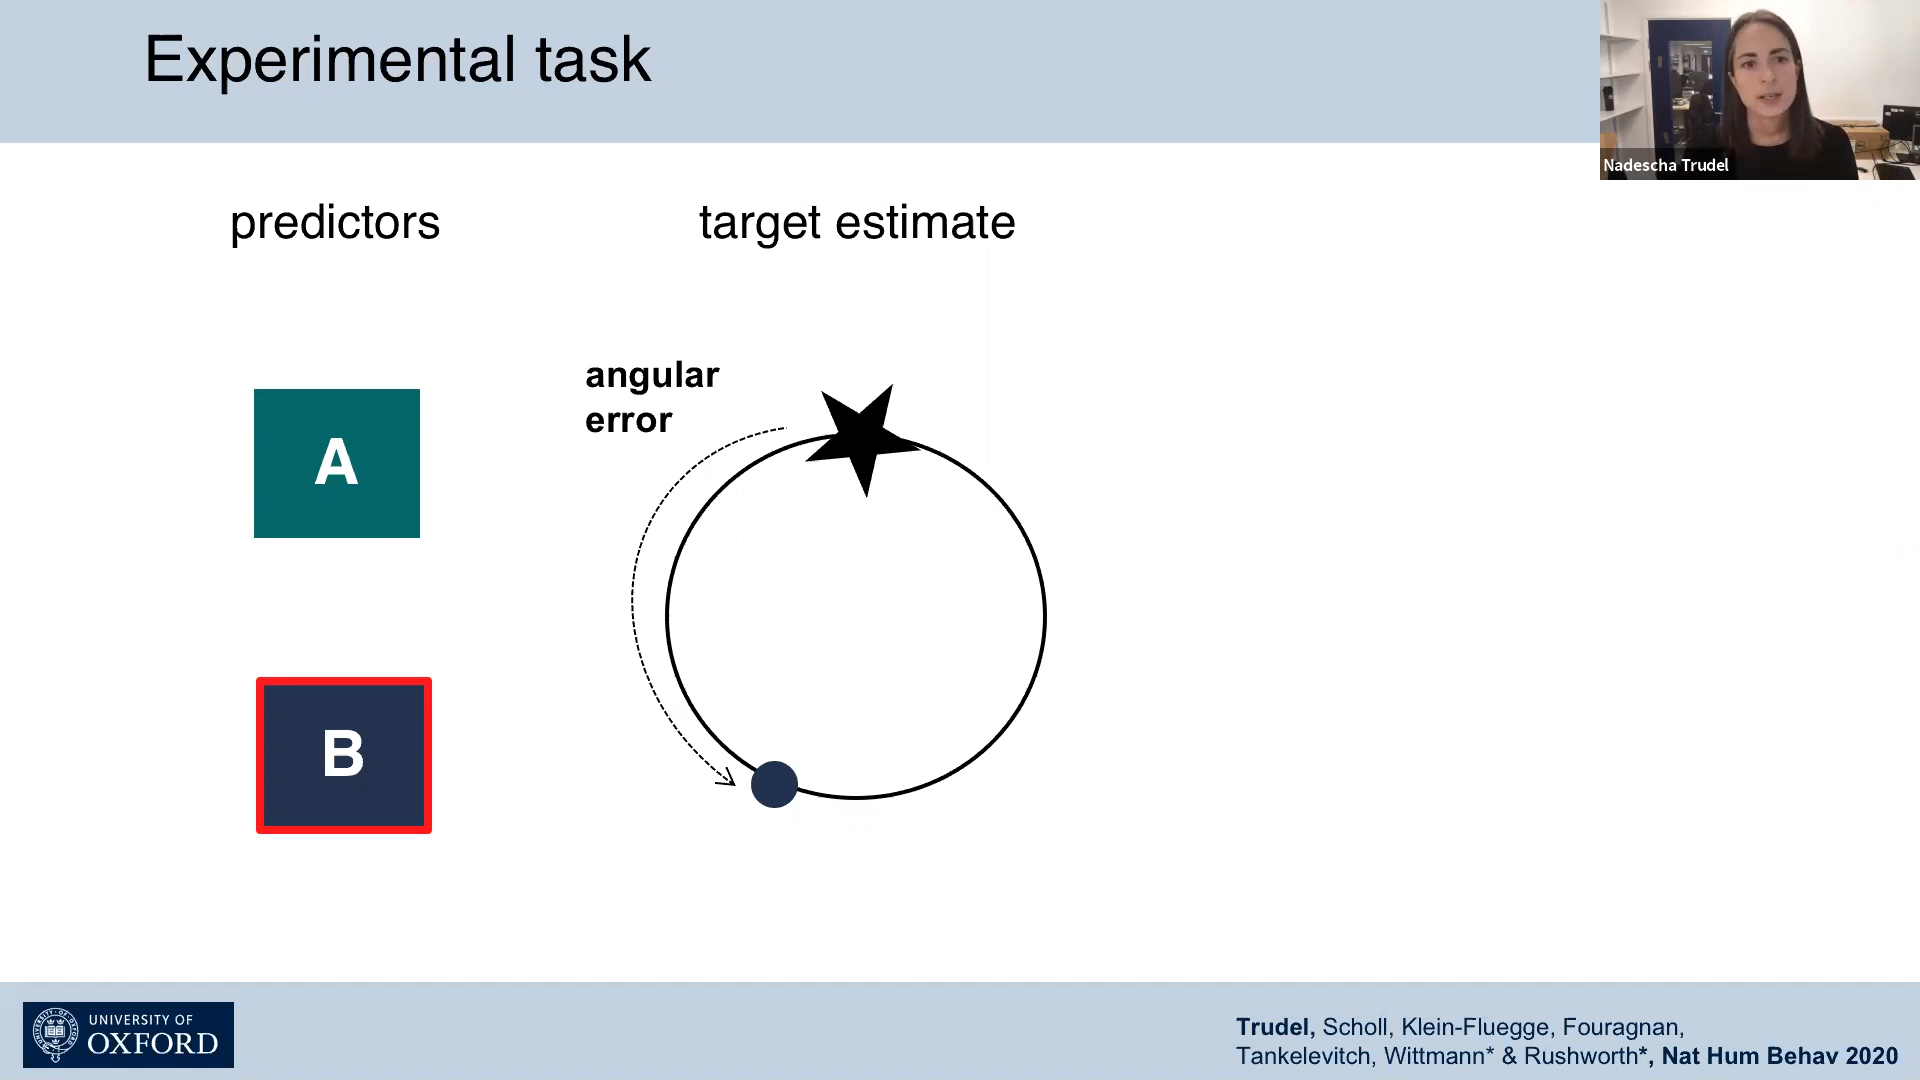 Experimental task
Nadescha Trudel
predictors
target estimate
angular
error
A
B
UNIVERSITY OF
OXFORD
Trudel, Scholl, Klein-Fluegge, Fouragnan,
Tankelevitch, Wittmann* & Rushworth*, Nat Hum Behav 2020